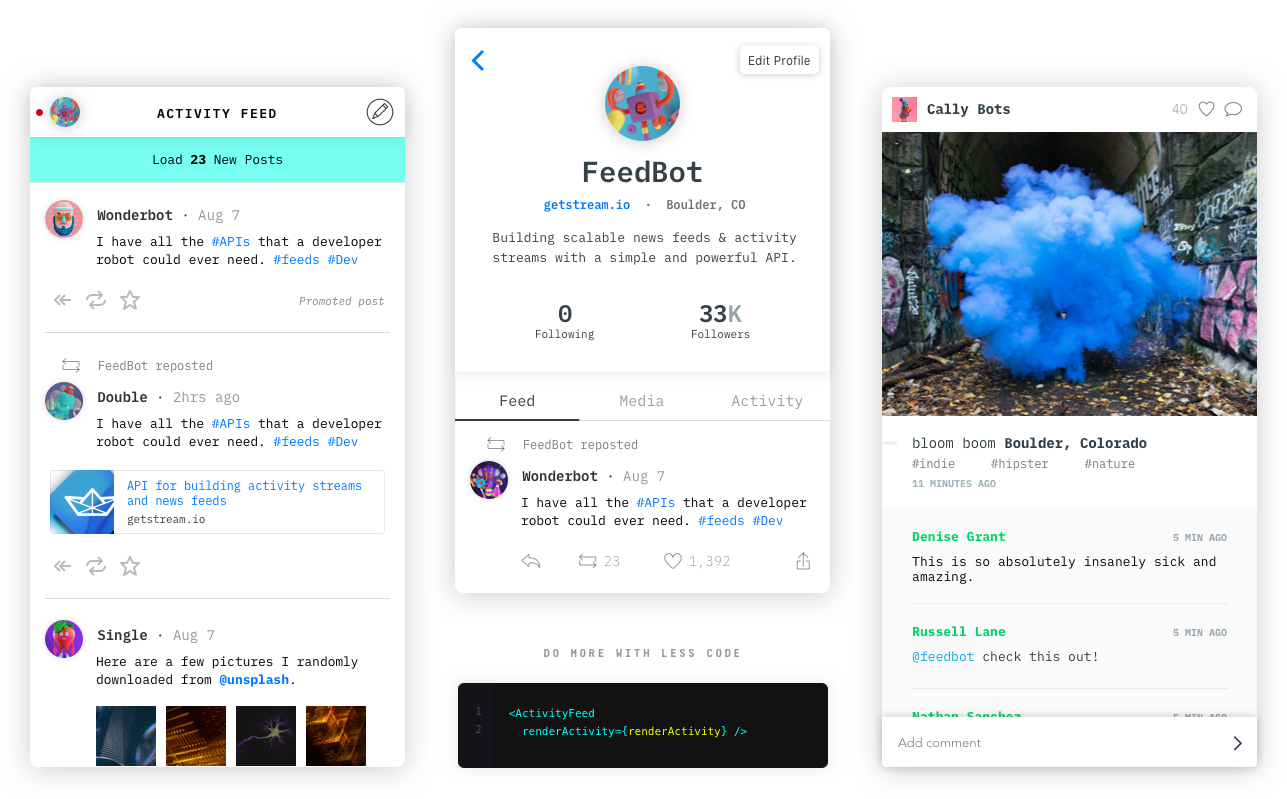 ACTIVITY FEED
Load 23 New Posts
Wonderbot · Aug 7
I have all the #APIs that a developer
robot could ever need. #feeds #Dev
Promoted post
FeedBot reposted
Double · 2hrs ago
I have all the #APIs that a developer
robot could ever need. #feeds #Dev
API for building activity streams
and news feeds
getstream.io
Single · Aug 7
Here are a few pictures I randomly
downloaded from @unsplash.
Edit Profile
FeedBot
getstream.io · Boulder, CO
Building scalable news feeds & activity
streams with a simple and powerful API.
0 33K
Following Followers
Feed Media Activity
FeedBot reposted
Wonderbot · Aug 7
I have all the #APIs that a developer
robot could ever need. #feeds #Dev
23 1,392
DO MORE WITH LESS CODE
1 <ActivityFeed
2 renderActivity={renderActivity} />
Cally Bots 40
bloom boom Boulder, Colorado
#indie #hipster #nature
11 MINUTES AGO
Denise Grant 5 MIN AGO
This is so absolutely insanely sick and
amazing.
Russell Lane 5 MIN AGO
@feedbot check this out!
Nathan Sanchez 5 MIN AGO
Add comment